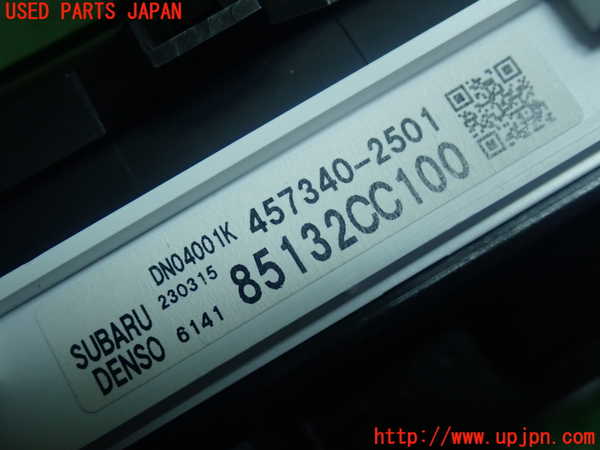 USED PARTS JAPAN
DN04001K 457340-2501
SUBARU 230315 85132CC100
DENSO 6141
http://www.upjpn.com